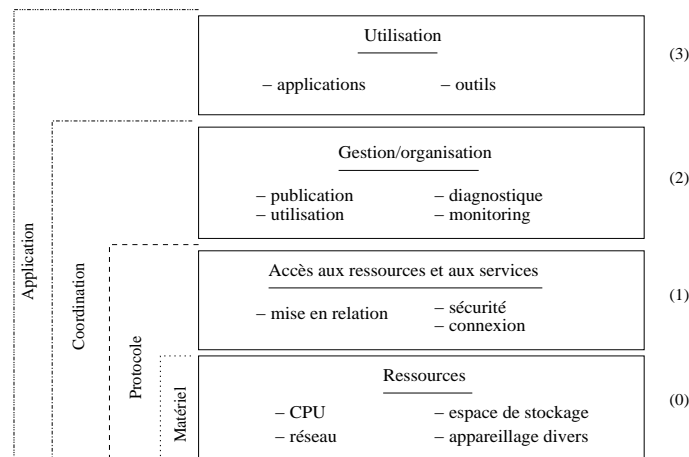 Utilisation
(3)
– applications – outils
Gestion/organisation
(2)
– publication – diagnostique
– utilisation – monitoring
Accès aux ressources et aux services
(1)
– mise en relation – sécurité
– connexion
Ressources
(0)
– CPU – espace de stockage
– réseau – appareillage divers
Application
Coordination
Protocole
Matériel